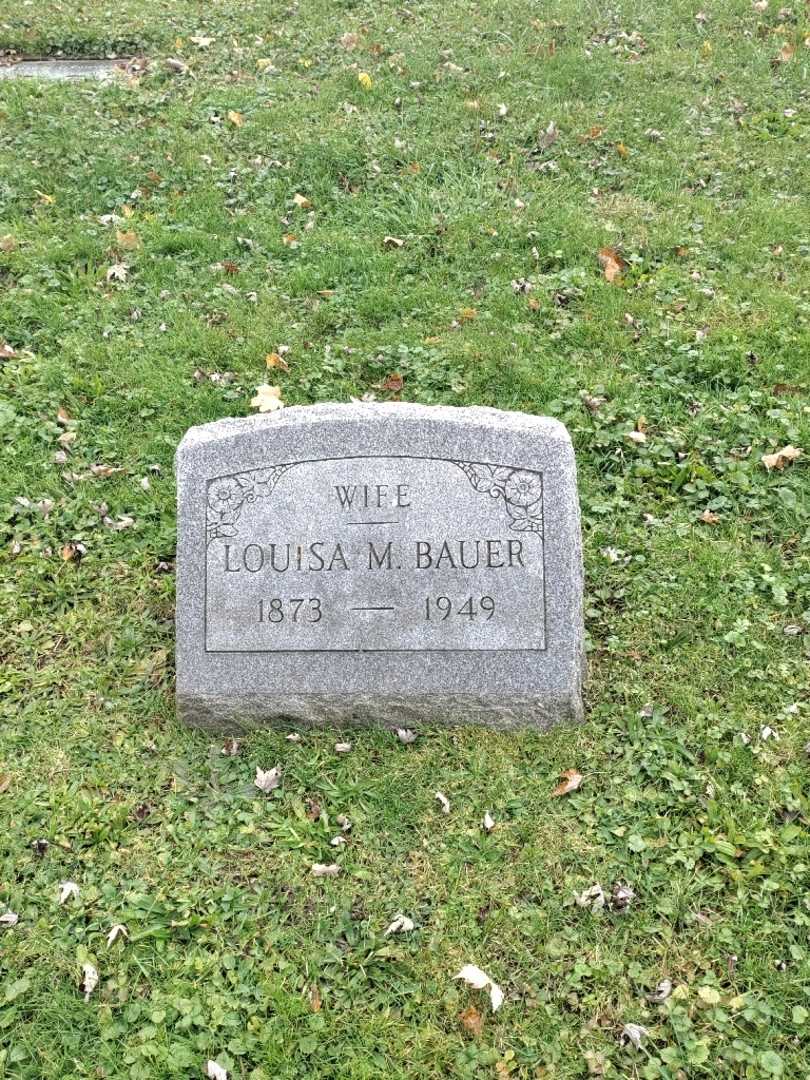 WIFE
LOUISA M. BAUER
1873 — 1949